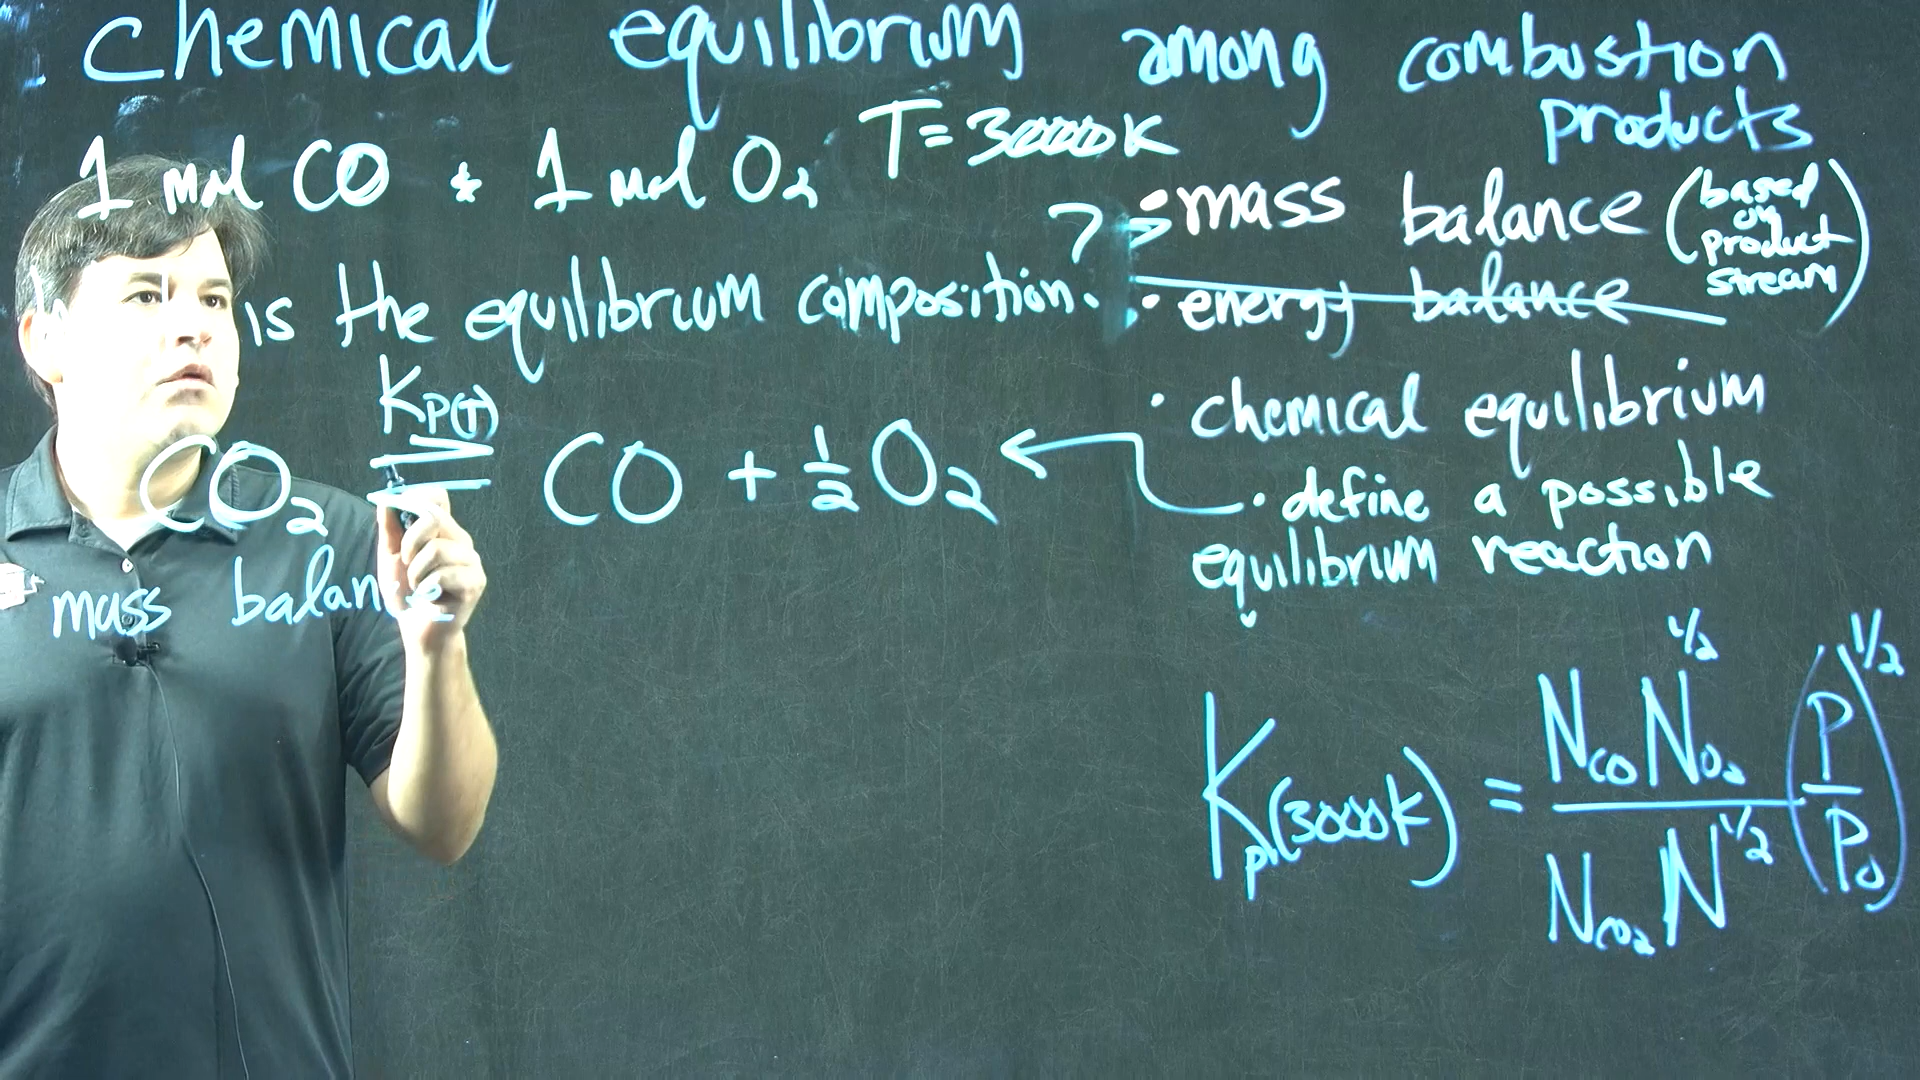 chemical equilibrium among combustion products
1 mol CO + 1 mol O₂ T=3000K
is the equilibrium composition?
• mass balance (based on product stream)
• energy balance
• chemical equilibrium
• define a possible
equilibrium reaction
Kp(T)
CO₂ ⇌ CO + 1/2 O₂
mass balance
Kp(3000K) = (N_CO N_O₂^1/2)/(N_CO₂ N^1/2) (P/P₀)^1/2